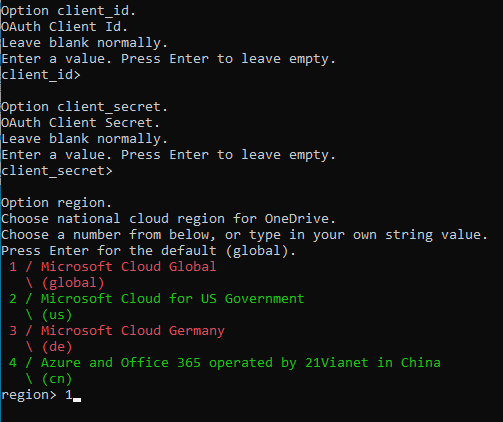 Option client_id.
OAuth Client Id.
Leave blank normally.
Enter a value. Press Enter to leave empty.
client_id>
Option client_secret.
OAuth Client Secret.
Leave blank normally.
Enter a value. Press Enter to leave empty.
client_secret>
Option region.
Choose national cloud region for OneDrive.
Choose a number from below, or type in your own string value.
Press Enter for the default (global).
1 / Microsoft Cloud Global
\ (global)
2 / Microsoft Cloud for US Government
\ (us)
3 / Microsoft Cloud Germany
\ (de)
4 / Azure and Office 365 operated by 21Vianet in China
\ (cn)
region> 1